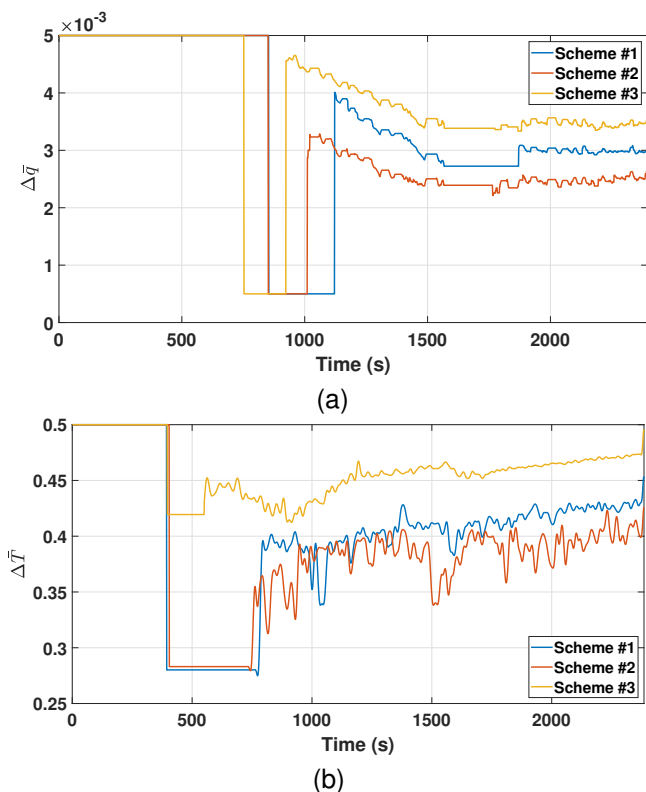 ×10⁻³
5
4
3
2
1
0
Δq̄
0 500 1000 1500 2000
Time (s)
Scheme #1
Scheme #2
Scheme #3
(a)
0.5
0.45
0.4
0.35
0.3
0.25
ΔT̄
0 500 1000 1500 2000
Time (s)
Scheme #1
Scheme #2
Scheme #3
(b)